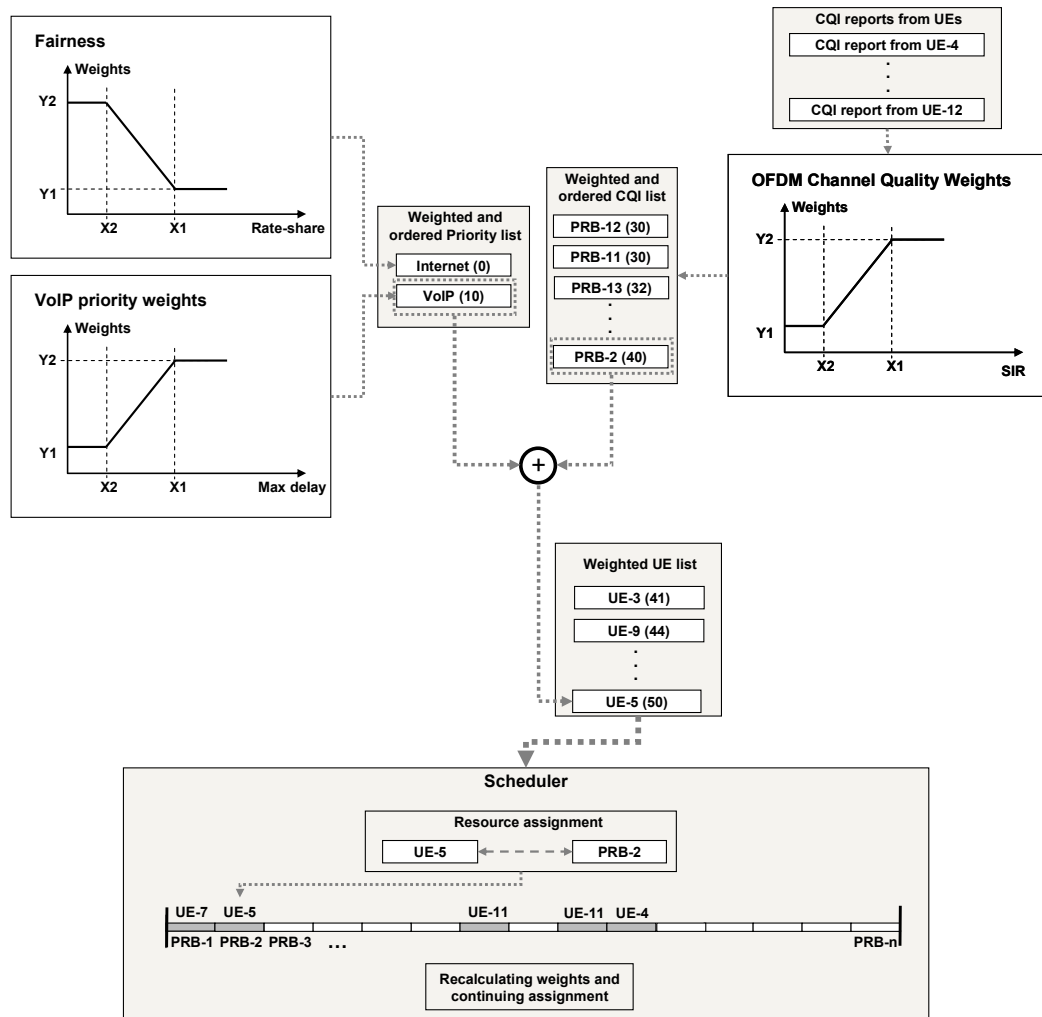 Fairness
Weights
Y2
Y1
X2
X1
Rate-share
VoIP priority weights
Weights
Y2
Y1
X2
X1
Max delay
Weighted and
ordered Priority list
Internet (0)
VoIP (10)
Weighted and
ordered CQI list
PRB-12 (30)
PRB-11 (30)
PRB-13 (32)
PRB-2 (40)
CQI reports from UEs
CQI report from UE-4
CQI report from UE-12
OFDM Channel Quality Weights
Weights
Y2
Y1
X2
X1
SIR
+
Weighted UE list
UE-3 (41)
UE-9 (44)
UE-5 (50)
Scheduler
Resource assignment
UE-5 PRB-2
UE-7 UE-5 UE-11 UE-11 UE-4
PRB-1 PRB-2 PRB-3 ... PRB-n
Recalculating weights and
continuing assignment